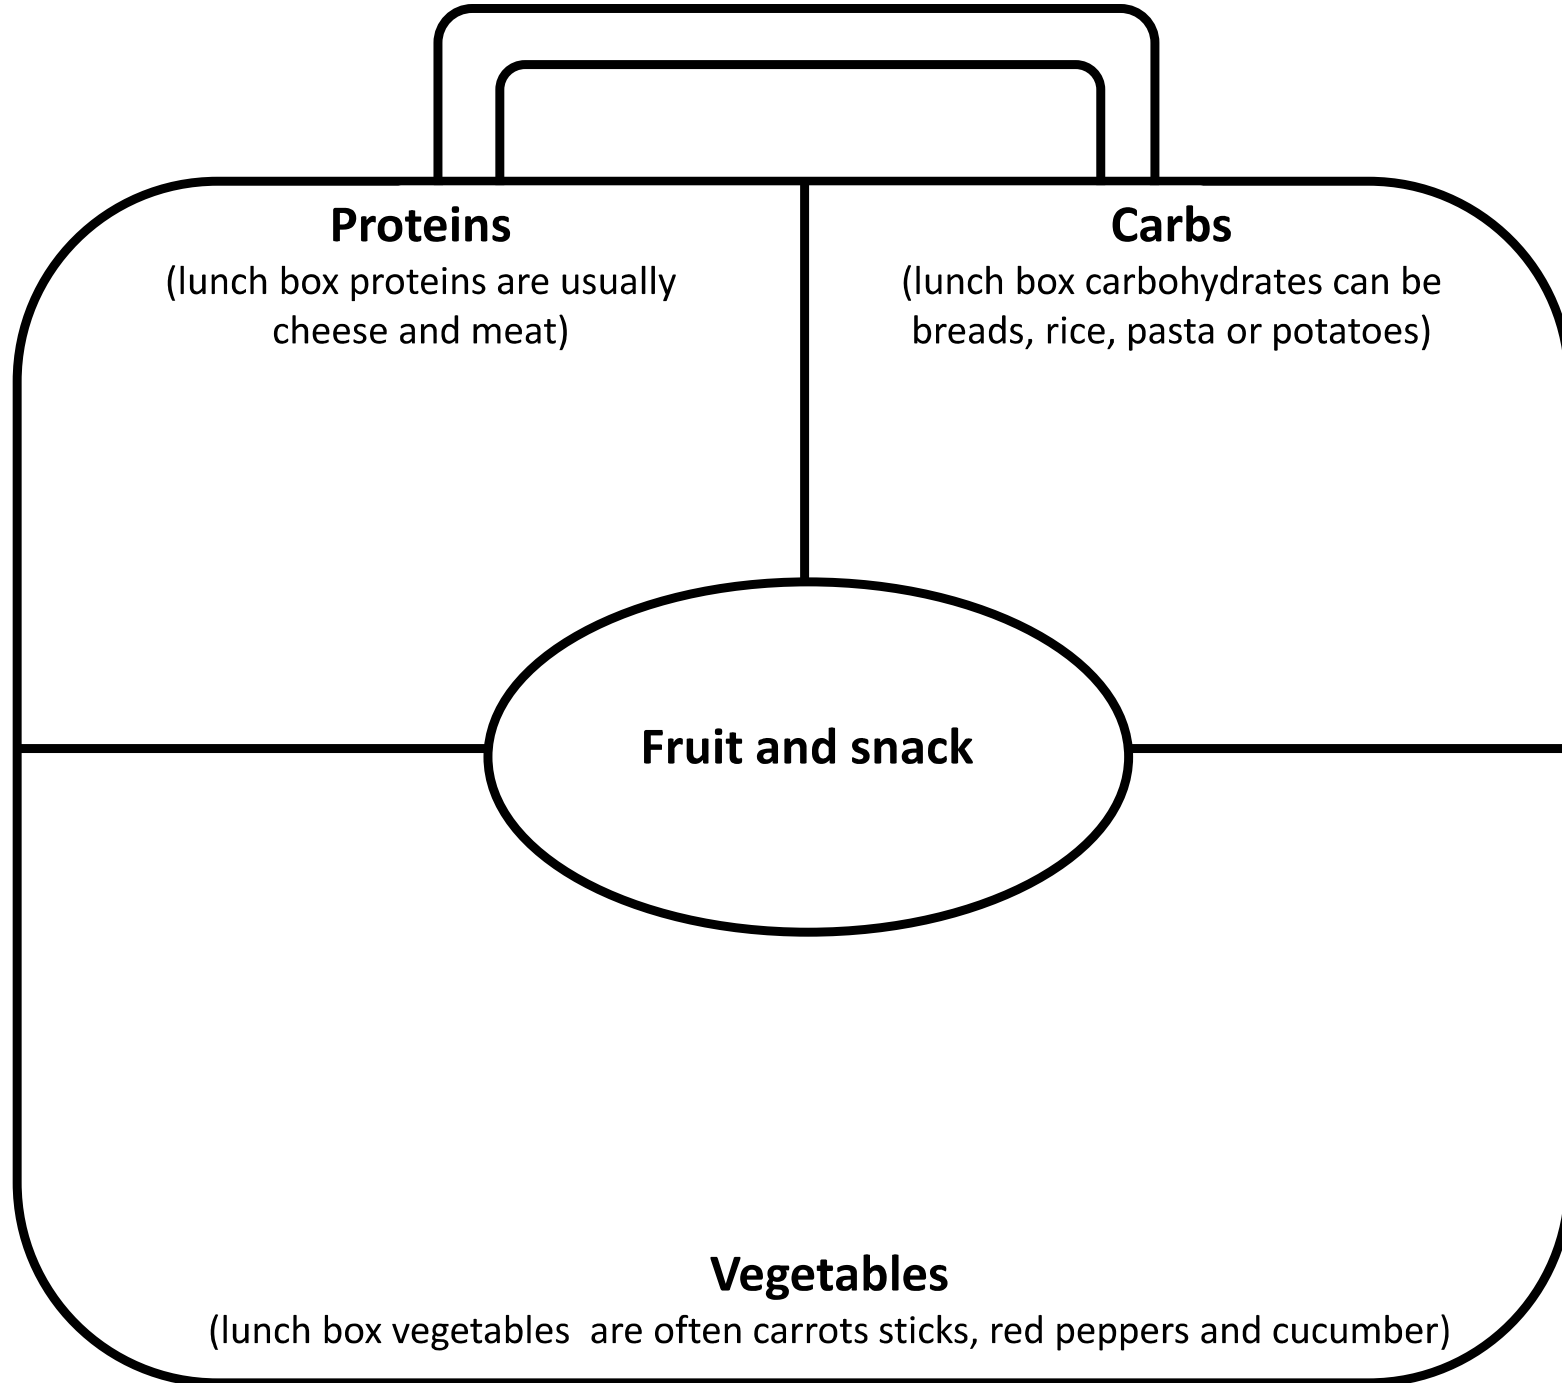 Proteins
(lunch box proteins are usually
cheese and meat)
Carbs
(lunch box carbohydrates can be
breads, rice, pasta or potatoes)
Fruit and snack
Vegetables
(lunch box vegetables  are often carrots sticks, red peppers and cucumber)